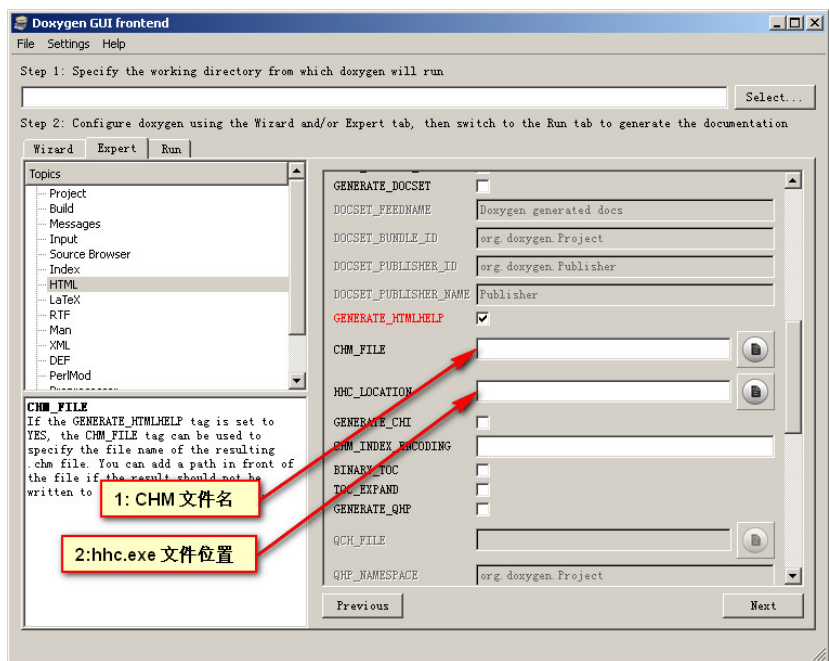 Doxygen GUI frontend
File Settings Help
Step 1: Specify the working directory from which doxygen will run
Select...
Step 2: Configure doxygen using the Wizard and/or Expert tab, then switch to the Run tab to generate the documentation
Wizard Expert Run
Topics
Project
Build
Messages
Input
Source Browser
Index
HTML
LaTeX
RTF
Man
XML
DEF
PerlMod
CHM_FILE
If the GENERATE_HTMLHELP tag is set to
YES, the CHM_FILE tag can be used to
specify the file name of the resulting
.chm file. You can add a path in front of
the file if the result should not be
written to
1: CHM 文件名
2:hhc.exe 文件位置
GENERATE_DOCSET
DOCSET_FEEDNAME Doxygen generated docs
DOCSET_BUNDLE_ID org.doxygen.Project
DOCSET_PUBLISHER_ID org.doxygen.Publisher
DOCSET_PUBLISHER_NAME Publisher
GENERATE_HTMLHELP
CHM_FILE
HHC_LOCATION
GENERATE_CHI
CHM_INDEX_ENCODING
BINARY_TOC
TOC_EXPAND
GENERATE_QHP
QCH_FILE
QHP_NAMESPACE org.doxygen.Project
Previous Next